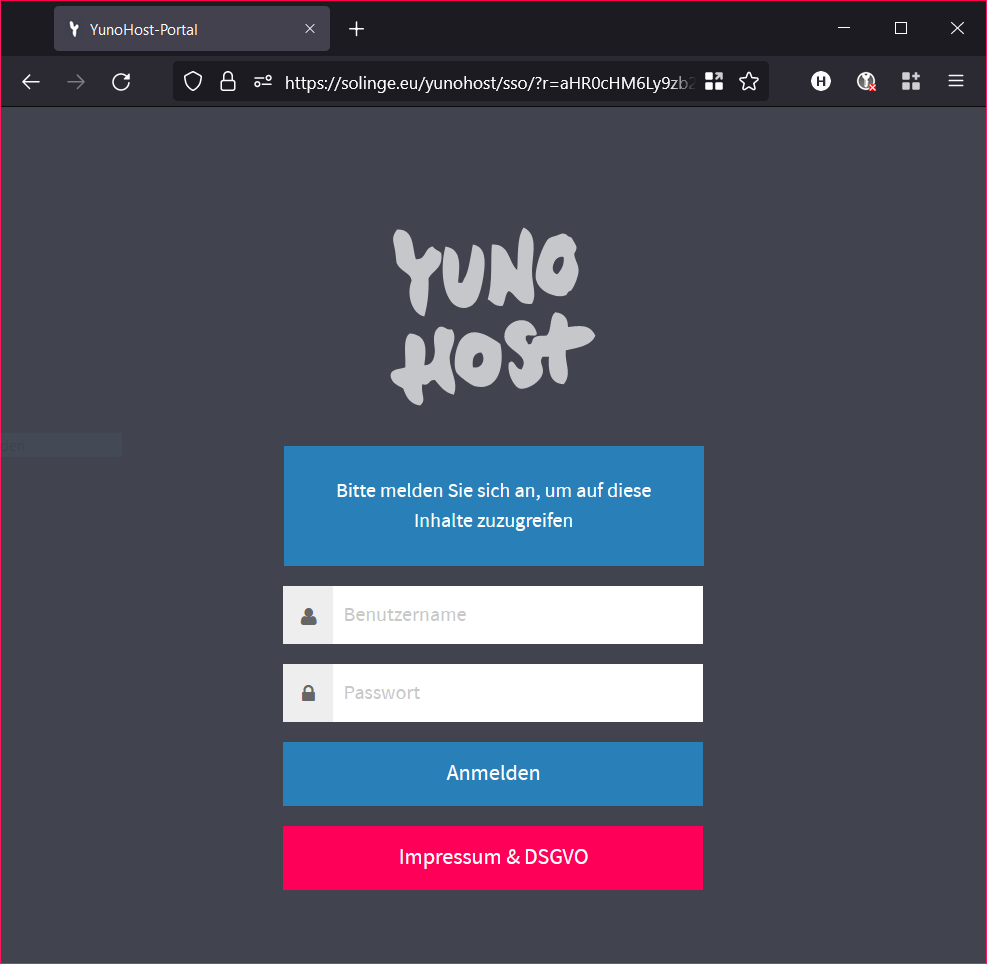 YunoHost-Portal
https://solinge.eu/yunohost/sso/?r=aHR0cHM6Ly9zb2
YUNO
HOST
den
Bitte melden Sie sich an, um auf diese
Inhalte zuzugreifen
Benutzername
Passwort
Anmelden
Impressum & DSGVO